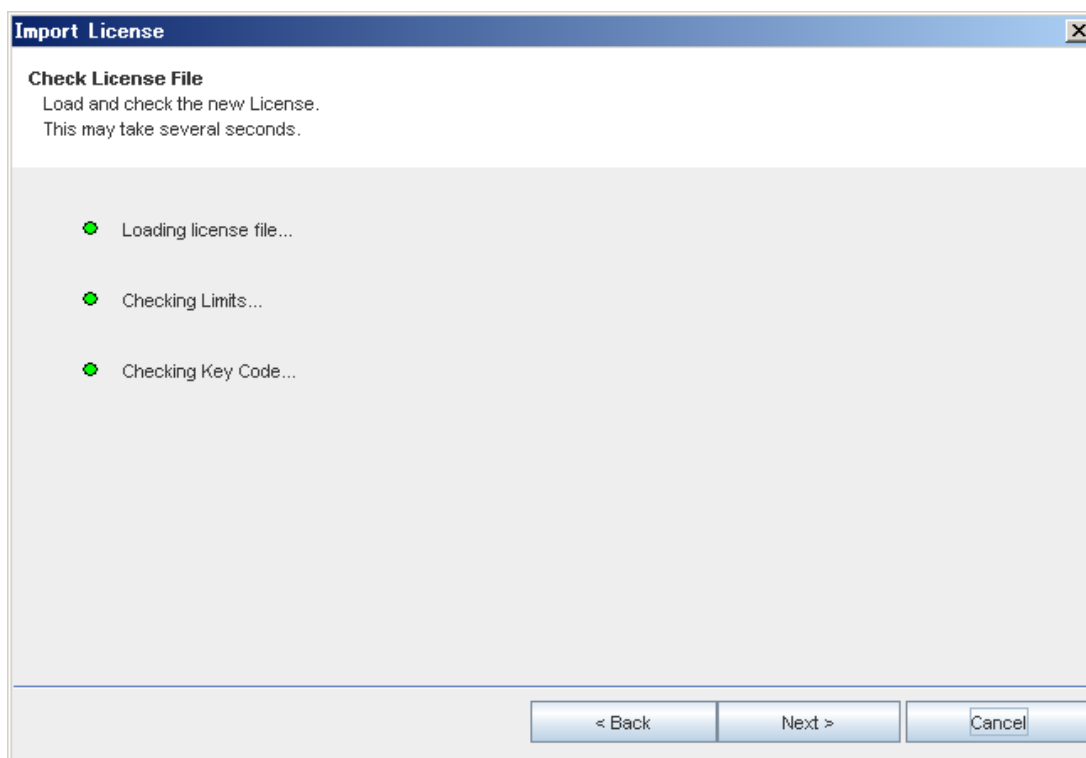 Import License
Check License File
Load and check the new License.
This may take several seconds.
Loading license file...
Checking Limits...
Checking Key Code...
< Back
Next >
Cancel